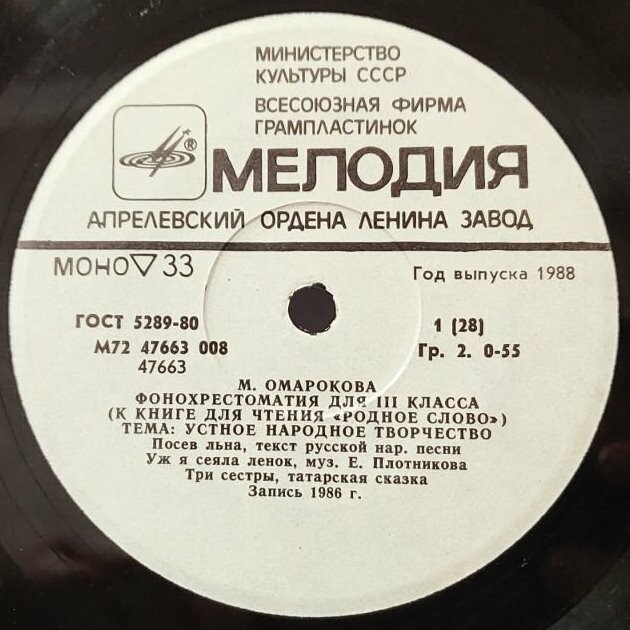 МИНИСТЕРСТВО
КУЛЬТУРЫ СССР
ВСЕСОЮЗНАЯ ФИРМА
ГРАМПЛАСТИНОК
®
МЕЛОДИЯ
АПРЕЛЕВСКИЙ ОРДЕНА ЛЕНИНА ЗАВОД
МОНО ▽ 33
Год выпуска 1988
ГОСТ 5289-80
1 (28)
М72 47663 008
Гр. 2. 0-55
47663
М. ОМАРОКОВА
ФОНОХРЕСТОМАТИЯ ДЛЯ III КЛАССА
(К КНИГЕ ДЛЯ ЧТЕНИЯ «РОДНОЕ СЛОВО»)
ТЕМА: УСТНОЕ НАРОДНОЕ ТВОРЧЕСТВО
Посев льна, текст русской нар. песни
Уж я сеяла ленок, муз. Е. Плотникова
Три сестры, татарская сказка
Запись 1986 г.